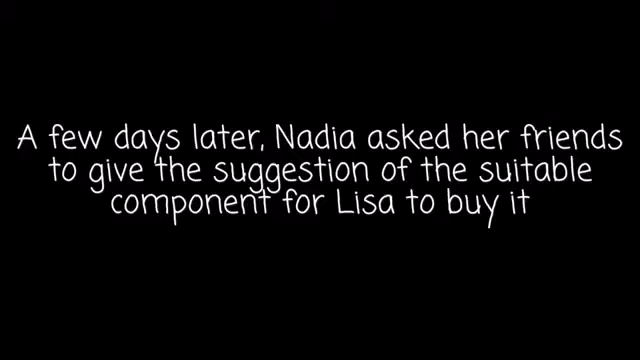 A few days later, Nadia asked her friends
to give the suggestion of the suitable
component for Lisa to buy it